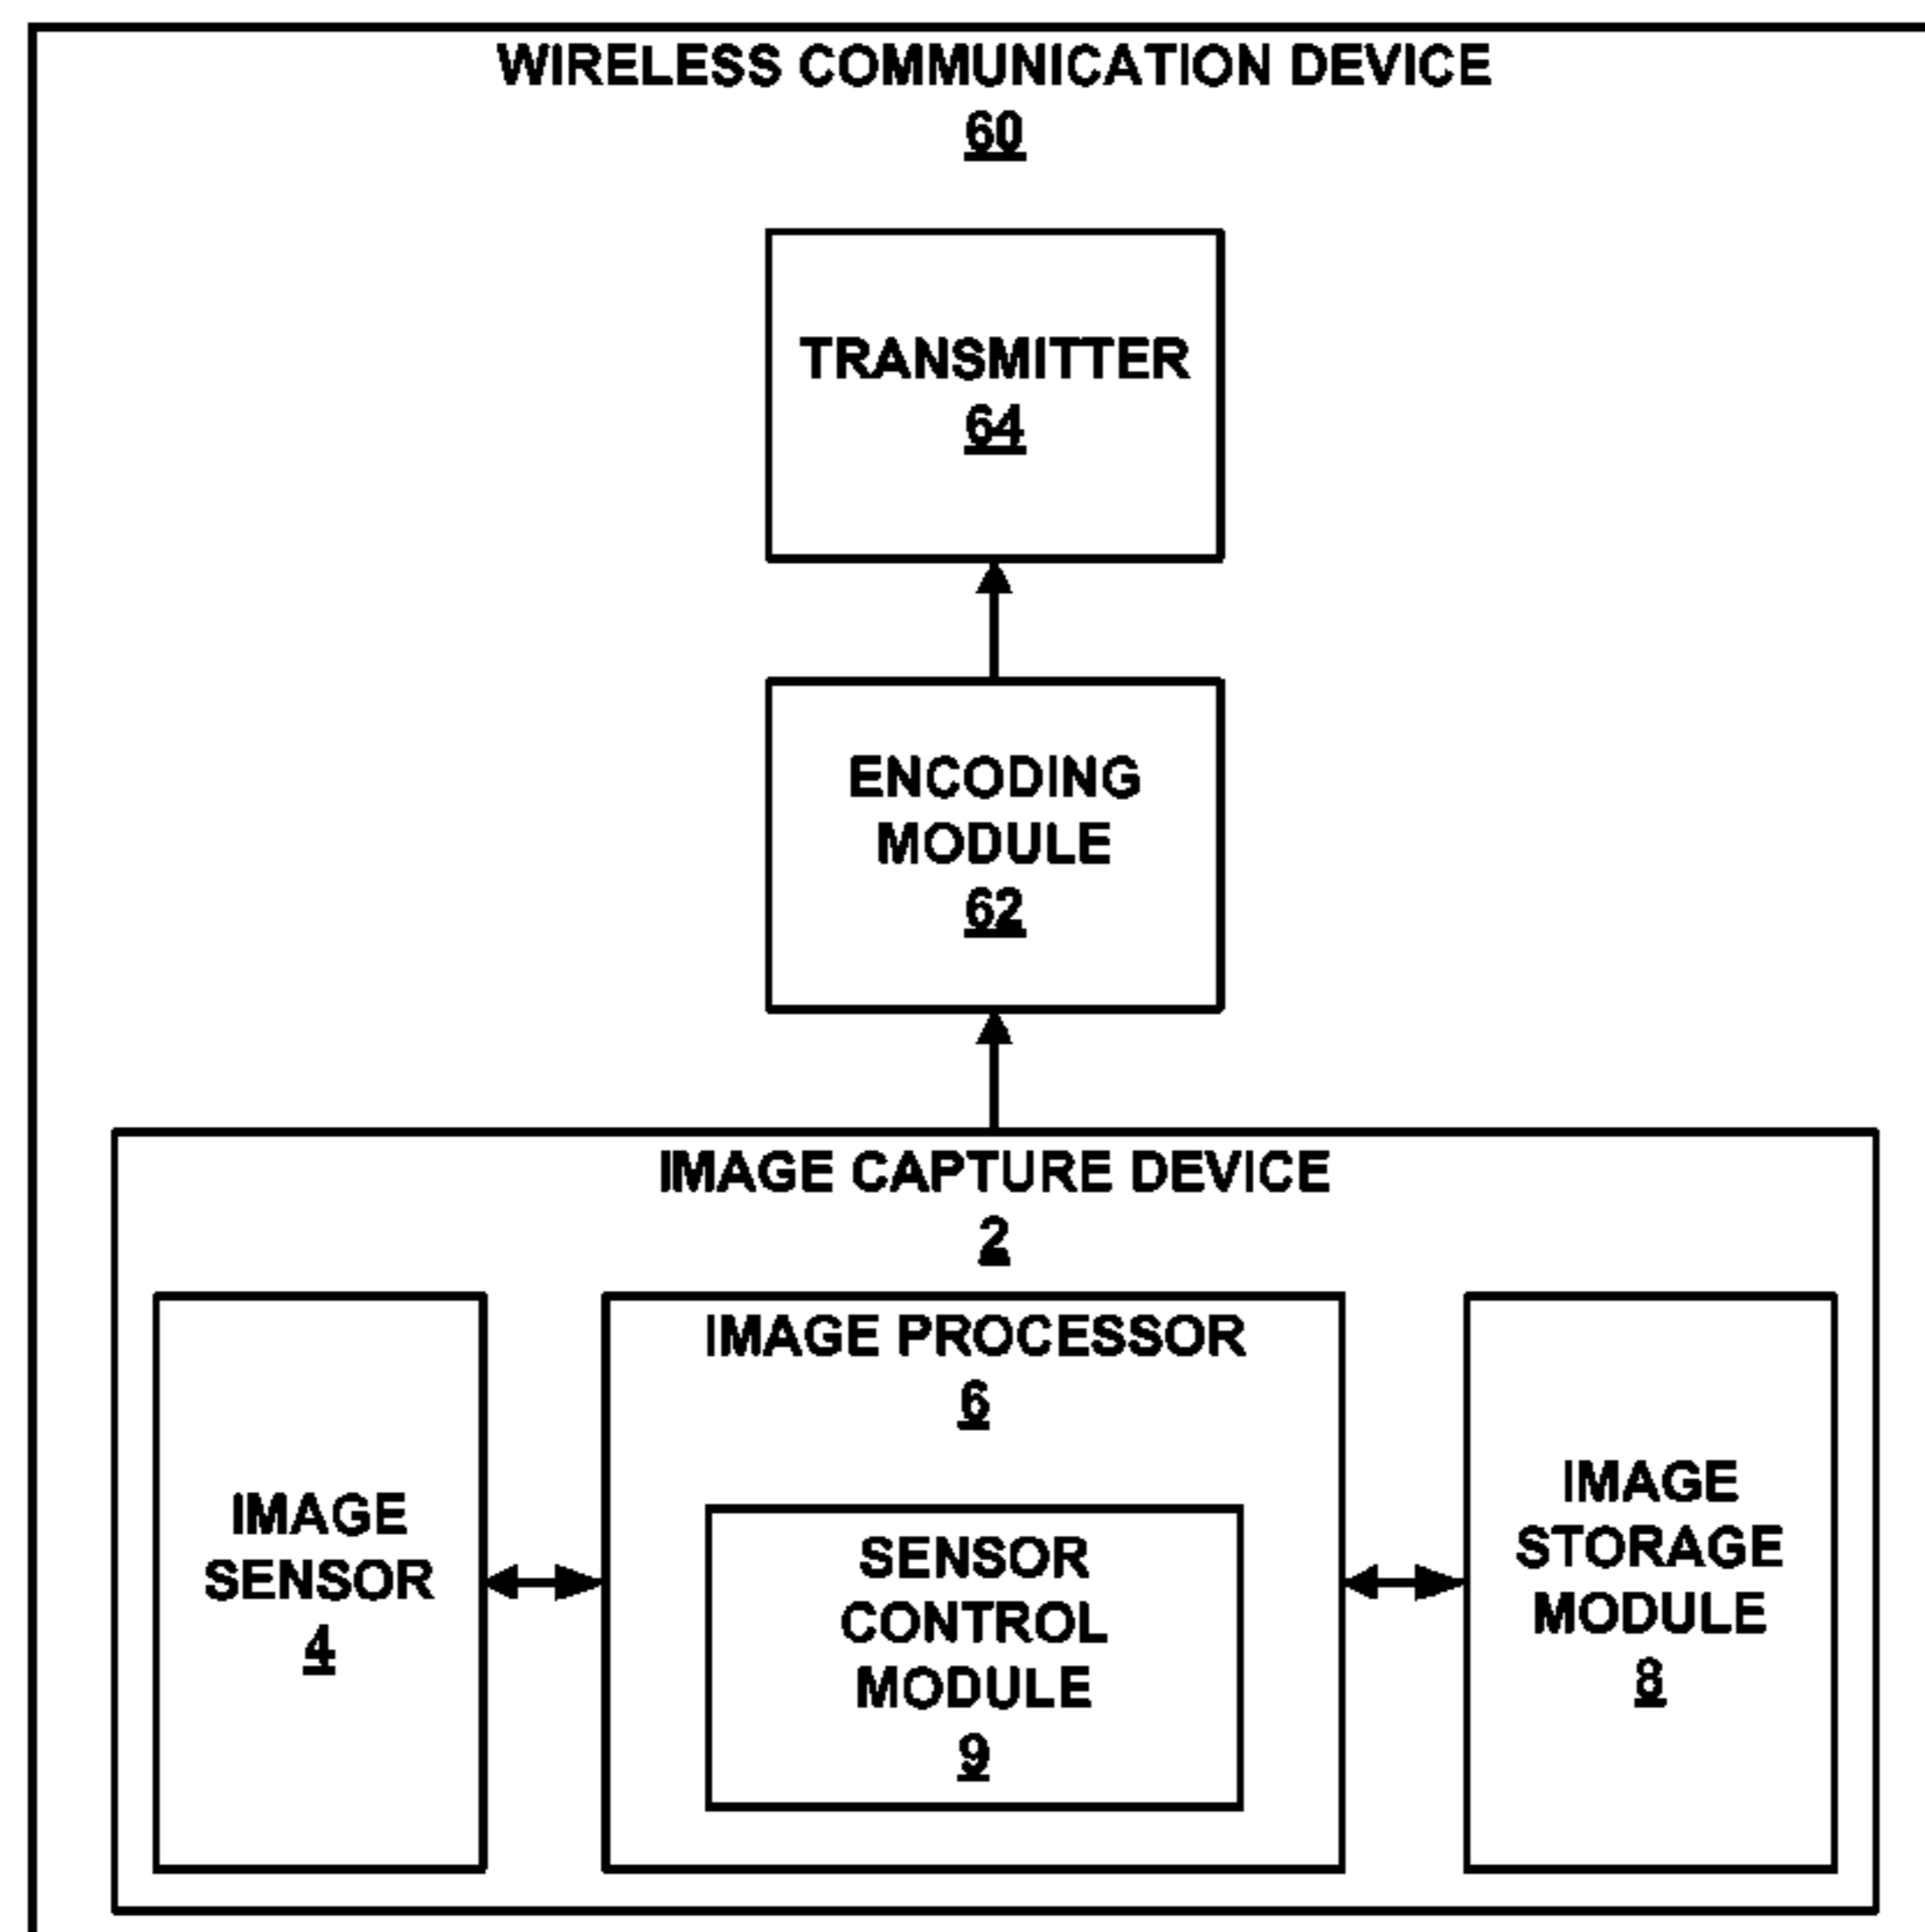 WIRELESS COMMUNICATION DEVICE
60
TRANSMITTER
64
ENCODING
MODULE
62
IMAGE CAPTURE DEVICE
2
IMAGE
SENSOR
4
IMAGE PROCESSOR
6
SENSOR
CONTROL
MODULE
9
IMAGE
STORAGE
MODULE
8